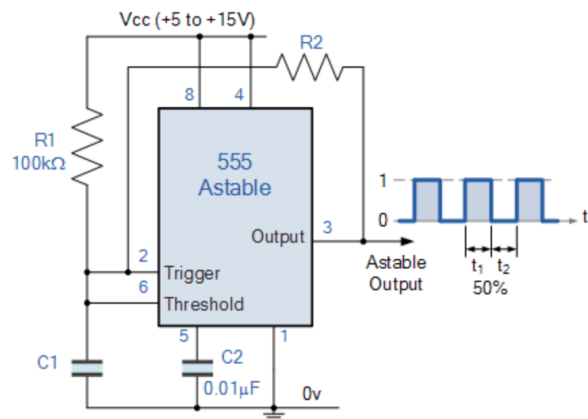 Vcc (+5 to +15V)
R2
8
4
R1
100kΩ
555
Astable
1
0
t
3
Output
2
Trigger
6
Threshold
Astable
Output
t1
t2
50%
5
1
C1
C2
0.01μF
0v